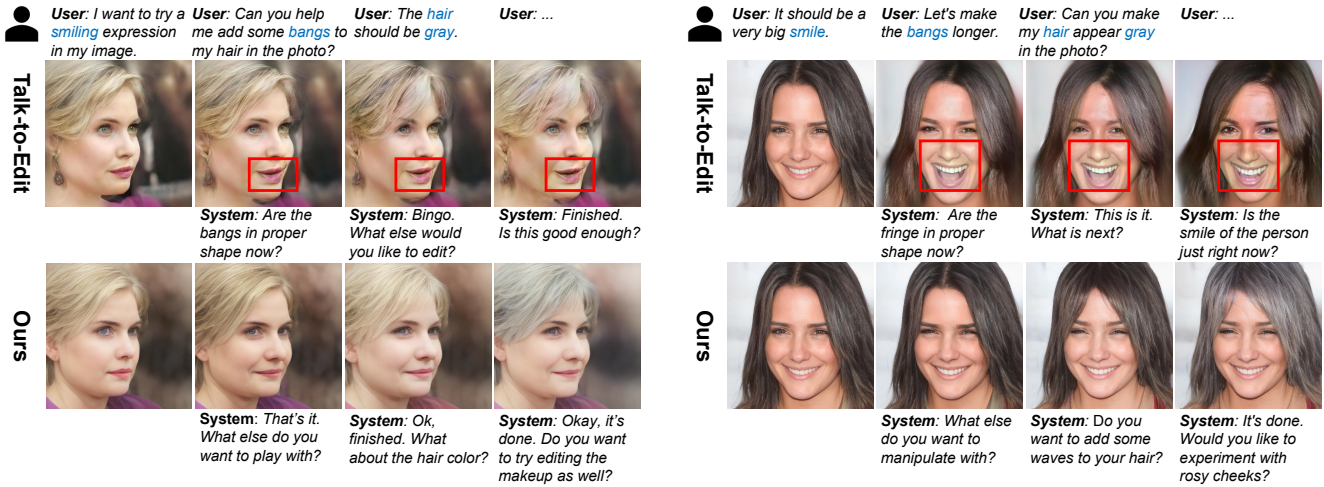 User: I want to try a
smiling expression
in my image.
User: Can you help
me add some bangs to
my hair in the photo?
User: The hair
should be gray.
User: ...
Talk-to-Edit
System: Are the
bangs in proper
shape now?
System: Bingo.
What else would
you like to edit?
System: Finished.
Is this good enough?
Ours
System: That's it.
What else do you
want to play with?
System: Ok,
finished. What
about the hair color?
System: Okay, it's
done. Do you want
to try editing the
makeup as well?
User: It should be a
very big smile.
User: Let's make
the bangs longer.
User: Can you make
my hair appear gray
in the photo?
User: ...
Talk-to-Edit
System: Are the
fringe in proper
shape now?
System: This is it.
What is next?
System: Is the
smile of the person
just right now?
Ours
System: What else
do you want to
manipulate with?
System: Do you
want to add some
waves to your hair?
System: It's done.
Would you like to
experiment with
rosy cheeks?